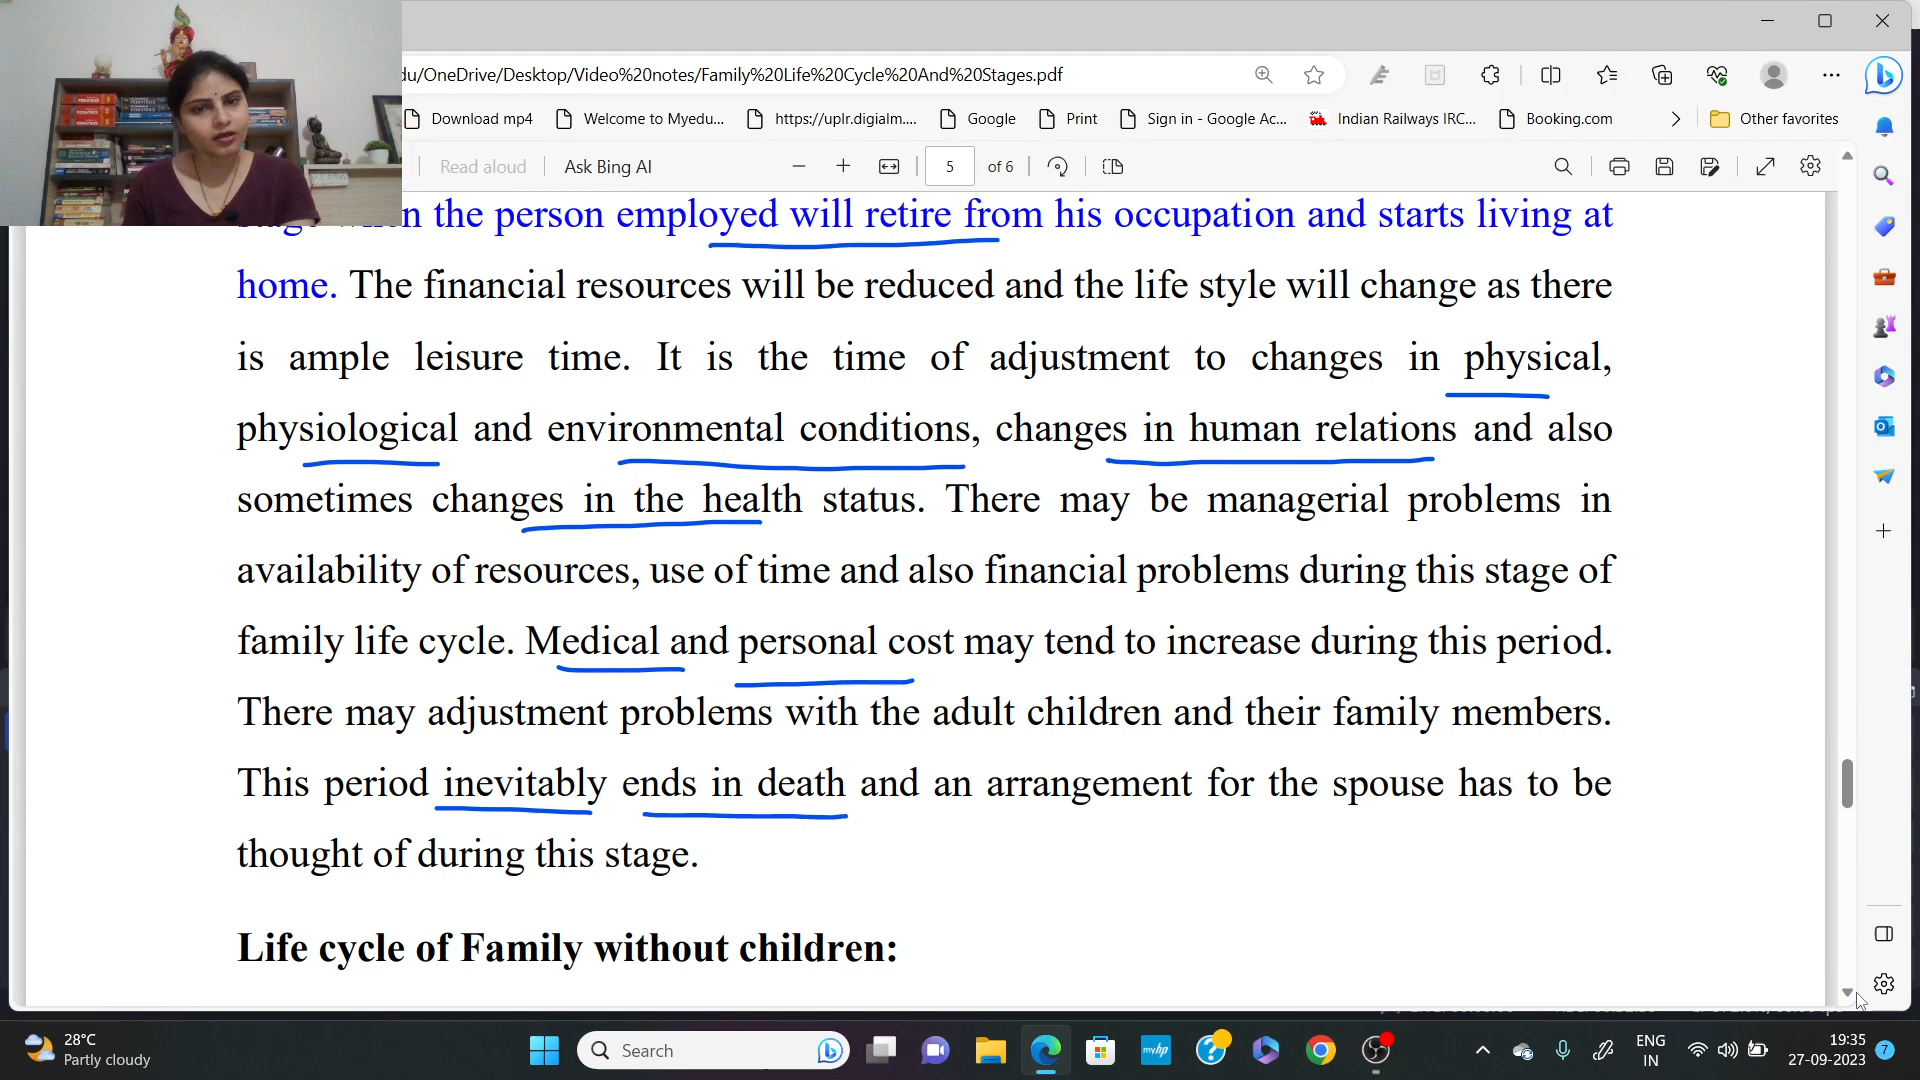 du/OneDrive/Desktop/Video%20notes/Family%20Life%20Cycle%20And%20Stages.pdf
Download mp4
Welcome to Myedu...
https://uplr.digialm....
Google
Print
Sign in - Google Ac...
Indian Railways IRC...
Booking.com
Other favorites
Read aloud
Ask Bing AI
5 of 6
the person employed will retire from his occupation and starts living at
home. The financial resources will be reduced and the life style will change as there
is ample leisure time. It is the time of adjustment to changes in physical,
physiological and environmental conditions, changes in human relations and also
sometimes changes in the health status. There may be managerial problems in
availability of resources, use of time and also financial problems during this stage of
family life cycle. Medical and personal cost may tend to increase during this period.
There may adjustment problems with the adult children and their family members.
This period inevitably ends in death and an arrangement for the spouse has to be
thought of during this stage.
Life cycle of Family without children:
28°C
Partly cloudy
Search
myhp
ENG
IN
19:35
27-09-2023
7